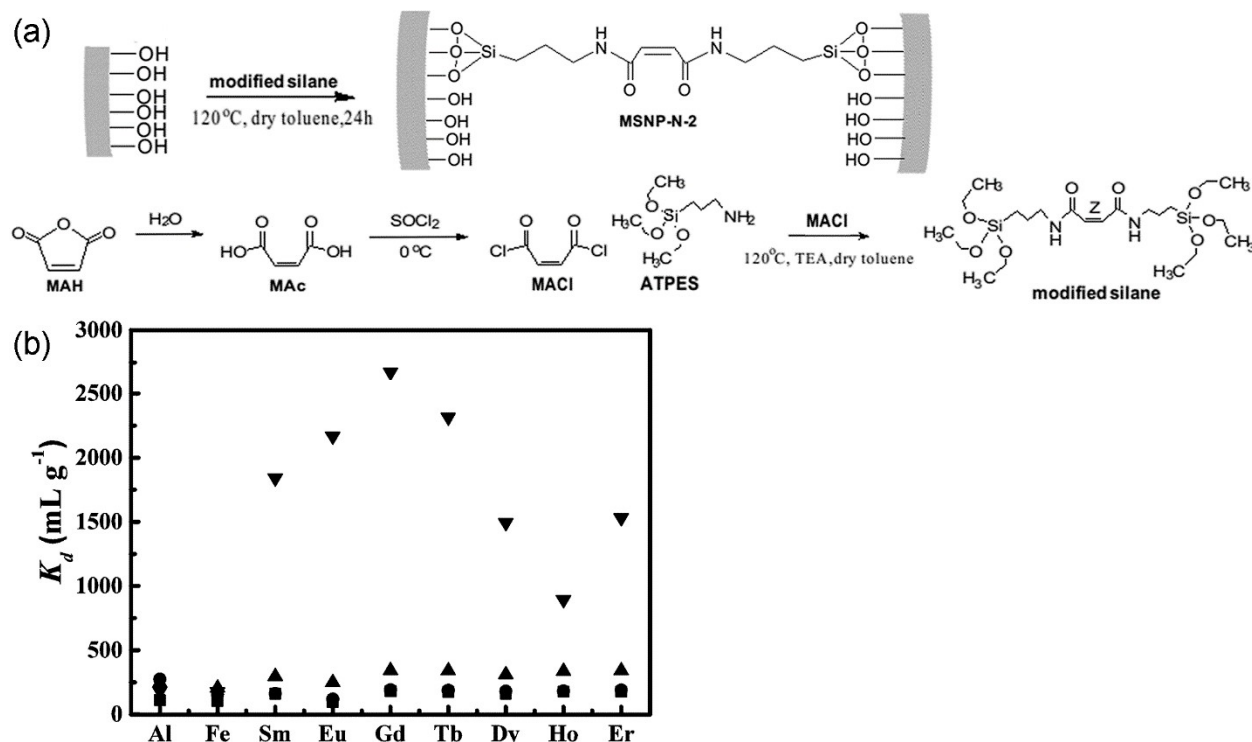 (a)
OH
OH
OH
OH
OH
OH
modified silane
120°C, dry toluene,24h
O
O
O
Si
OH
OH
OH
OH
H
N
O
O
H
N
MSNP-N-2
Si
O
O
O
HO
HO
HO
HO
O
O
O
MAH
H2O
HO
O
O
OH
MAc
SOCl2
0°C
O
O
Cl
Cl
MACl
CH3
O
H3C
O
Si
NH2
O
CH3
ATPES
MACl
120°C, TEA,dry toluene
CH3
O
H3C
O
Si
O
CH3
N
H
O
Z
O
N
H
H3C
O
Si
O
CH3
O
H3C
modified silane
(b)
Kd (mL g-1)
3000
2500
2000
1500
1000
500
0
Al Fe Sm Eu Gd Tb Dv Ho Er